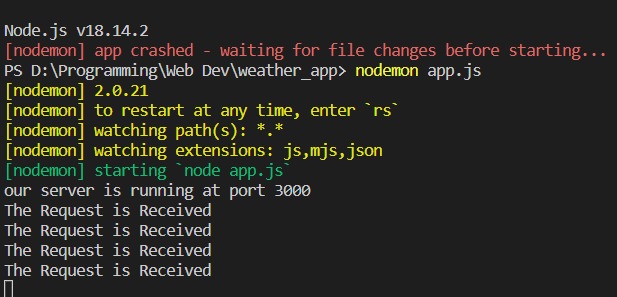 Node.js v18.14.2
[nodemon] app crashed - waiting for file changes before starting...
PS D:\Programming\Web Dev\weather_app> nodemon app.js
[nodemon] 2.0.21
[nodemon] to restart at any time, enter `rs`
[nodemon] watching path(s): *.*
[nodemon] watching extensions: js,mjs,json
[nodemon] starting `node app.js`
our server is running at port 3000
The Request is Received
The Request is Received
The Request is Received
The Request is Received